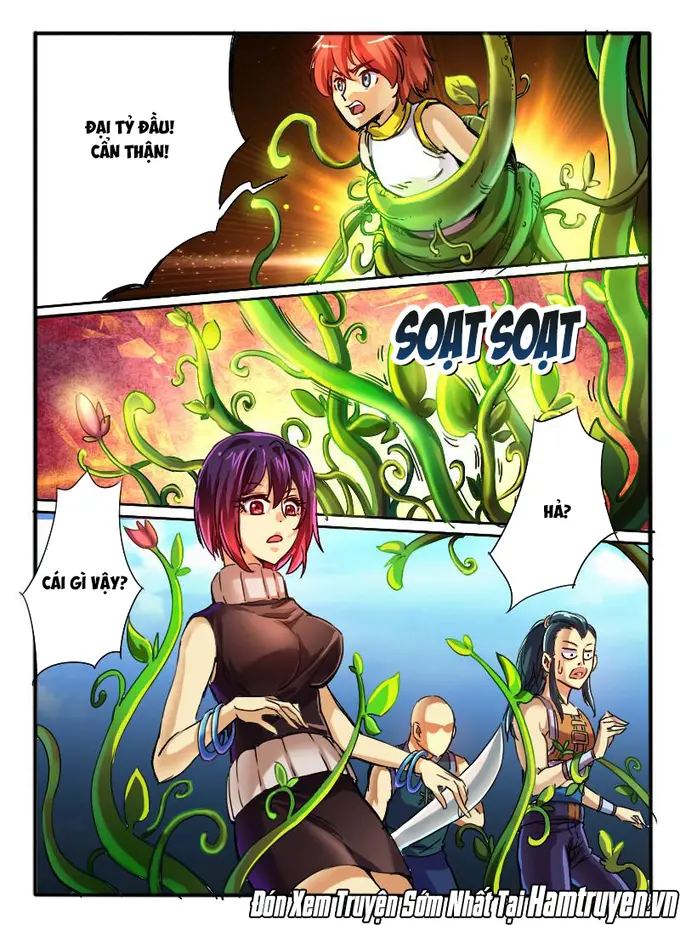 ĐẠI TỶ ĐẦU!
CẨN THẬN!
SOẠT SOẠT
HẢ?
CÁI GÌ VẬY?
Đón Xem Truyện Sớm Nhất Tại Hamtruyen.vn